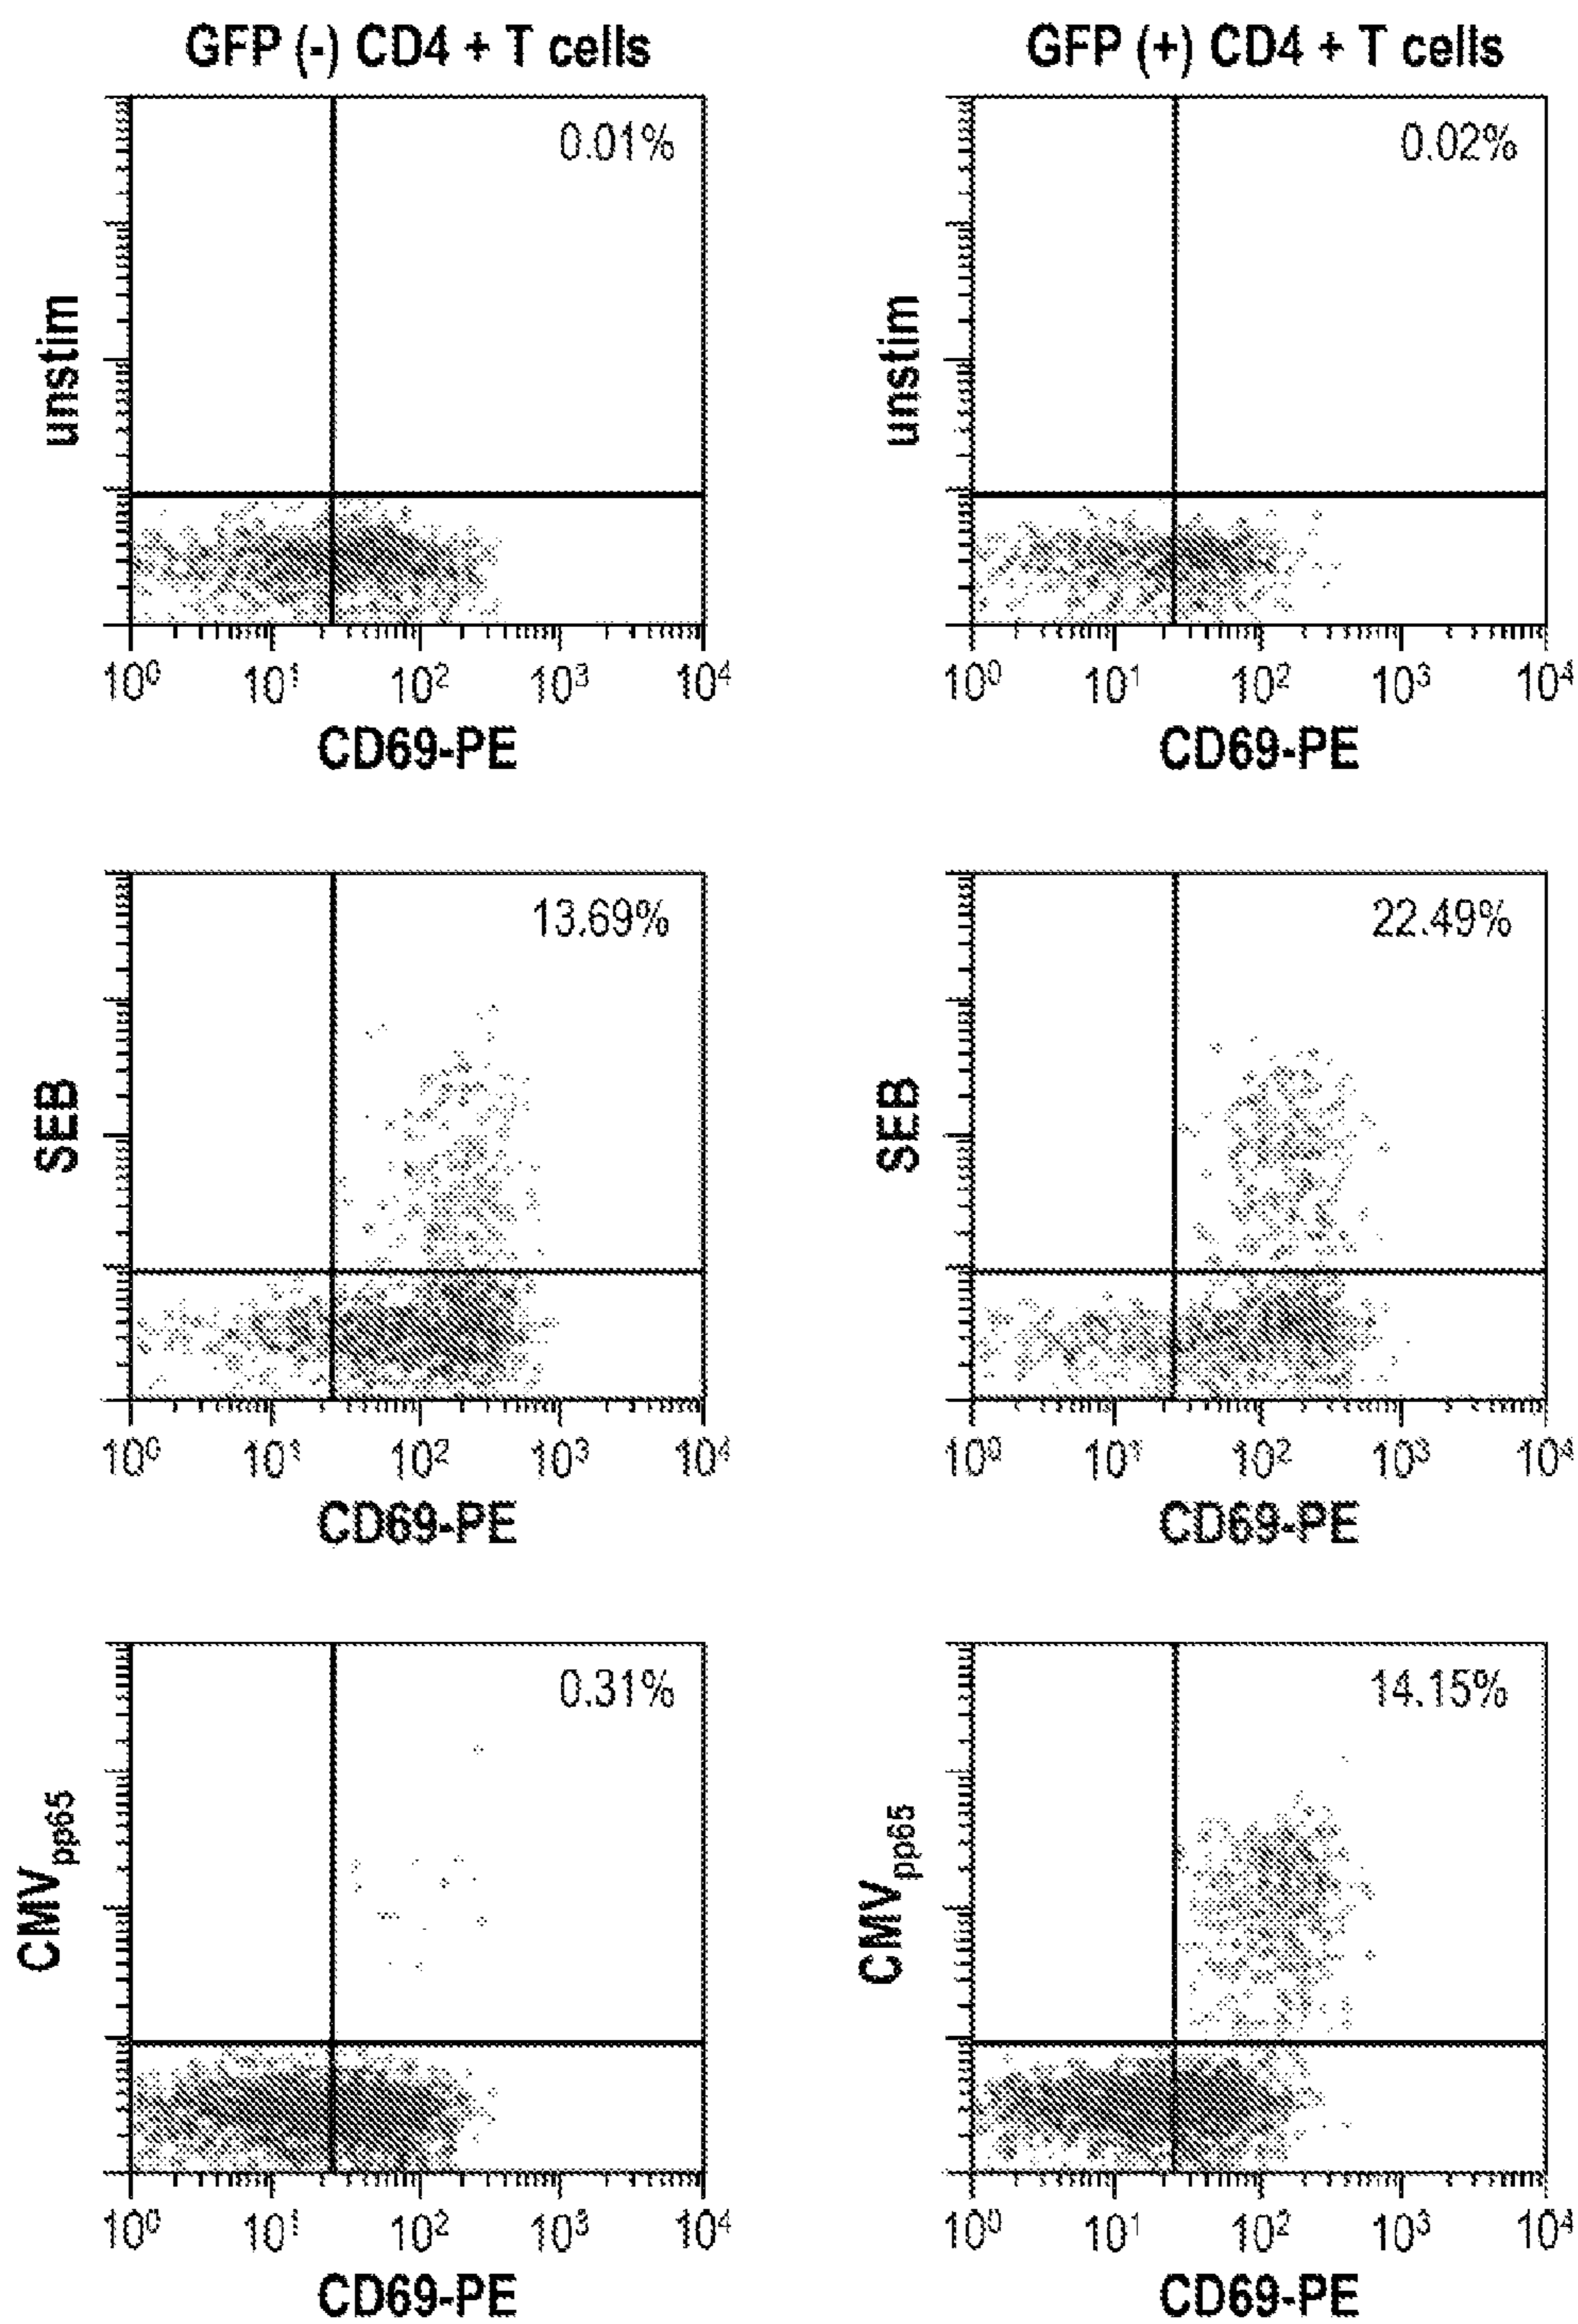 GFP (-) CD4 + T cells GFP (+) CD4 + T cells
0.01% 0.02%
unstim unstim
10⁰ 10¹ 10² 10³ 10⁴ 10⁰ 10¹ 10² 10³ 10⁴
CD69-PE CD69-PE
13.69% 22.49%
SEB SEB
10⁰ 10¹ 10² 10³ 10⁴ 10⁰ 10¹ 10² 10³ 10⁴
CD69-PE CD69-PE
0.31% 14.15%
CMVpp65 CMVpp65
10⁰ 10¹ 10² 10³ 10⁴ 10⁰ 10¹ 10² 10³ 10⁴
CD69-PE CD69-PE